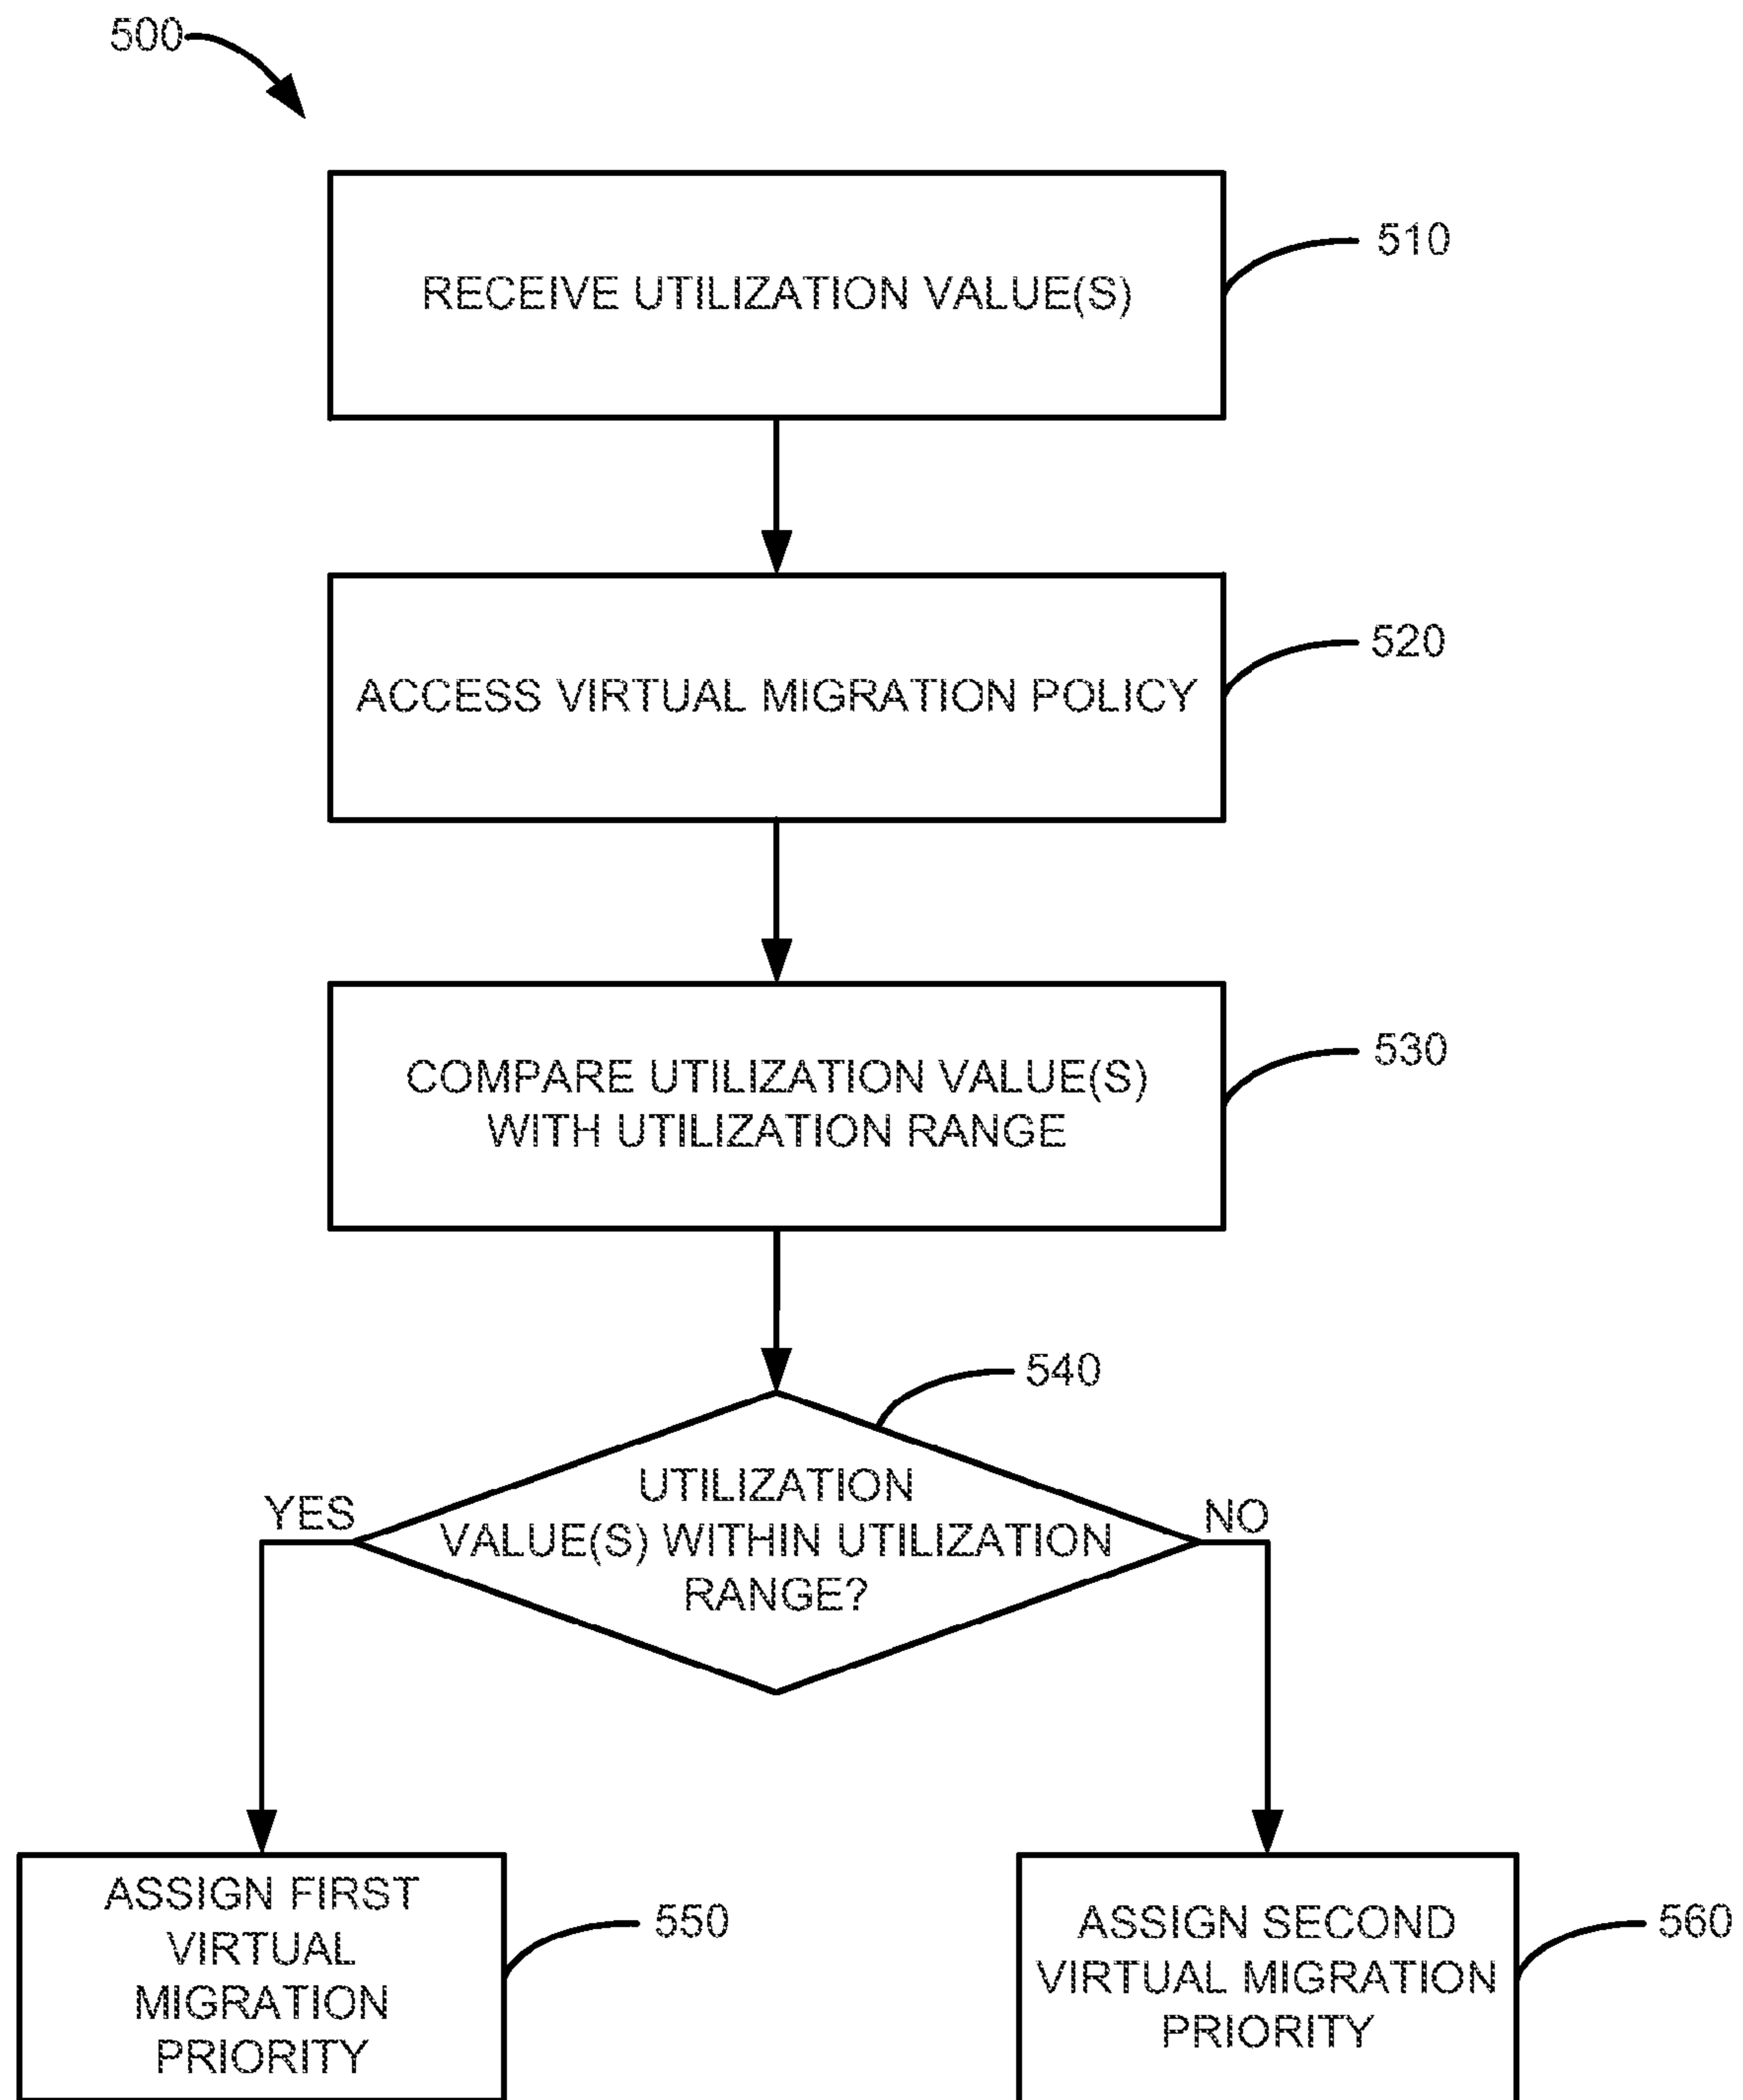 500
RECEIVE UTILIZATION VALUE(S)
510
ACCESS VIRTUAL MIGRATION POLICY
520
COMPARE UTILIZATION VALUE(S)
WITH UTILIZATION RANGE
530
540
UTILIZATION
VALUE(S) WITHIN UTILIZATION
RANGE?
YES
NO
ASSIGN FIRST
VIRTUAL
MIGRATION
PRIORITY
550
ASSIGN SECOND
VIRTUAL MIGRATION
PRIORITY
560